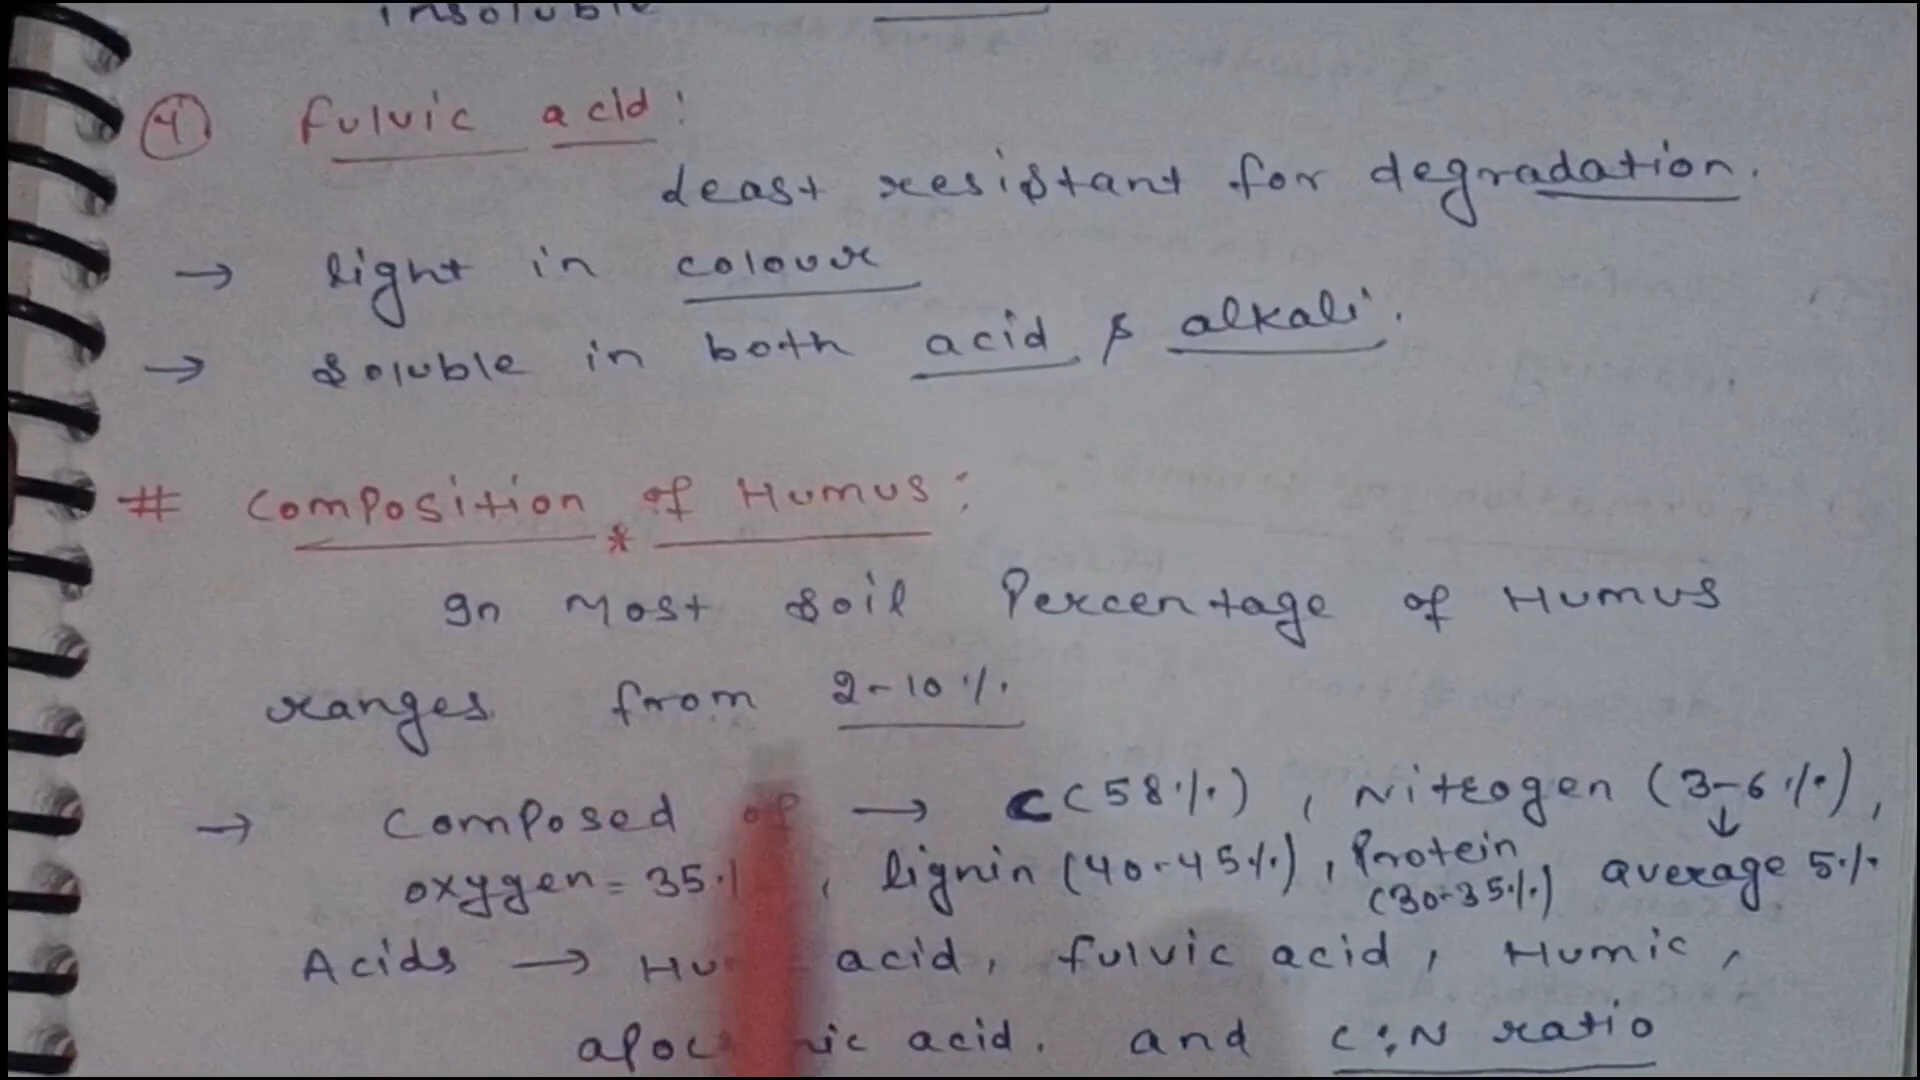 insoluble
④ Fulvic acid:
Least resistant for degradation.
→ light in colour
→ Soluble in both acid & alkali.
# Composition of Humus:
In Most Soil Percentage of Humus
ranges from 2-10%
→ Composed of → C (58%), Nitrogen (3-6%),
oxygen = 35%, lignin (40-45%), Protein (30-35%), average 5%
Acids → acid, fulvic acid, Humic,
acid. and C:N ratio